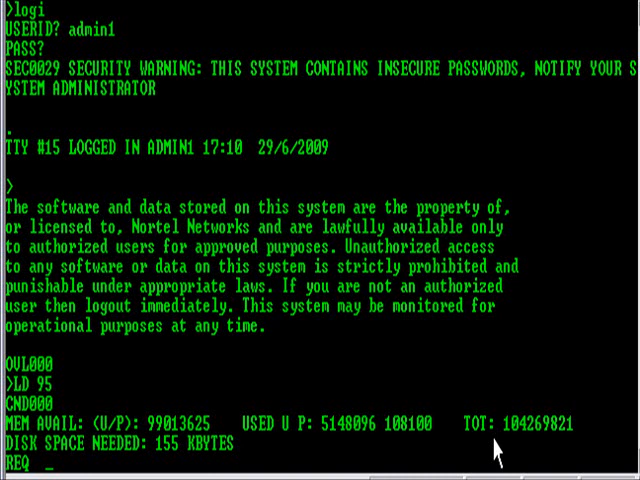 >logi
USERID? admin1
PASS?
SEC0029 SECURITY WARNING: THIS SYSTEM CONTAINS INSECURE PASSWORDS, NOTIFY YOUR S
YSTEM ADMINISTRATOR
.
TTY #15 LOGGED IN ADMIN1 17:10  29/6/2009
>
The software and data stored on this system are the property of,
or licensed to, Nortel Networks and are lawfully available only
to authorized users for approved purposes. Unauthorized access
to any software or data on this system is strictly prohibited and
punishable under appropriate laws. If you are not an authorized
user then logout immediately. This system may be monitored for
operational purposes at any time.
OVL000
>LD 95
CND000
MEM AVAIL: (U/P): 99013625    USED U P: 5148096 108100    TOT: 104269821
DISK SPACE NEEDED: 155 KBYTES
REQ  _